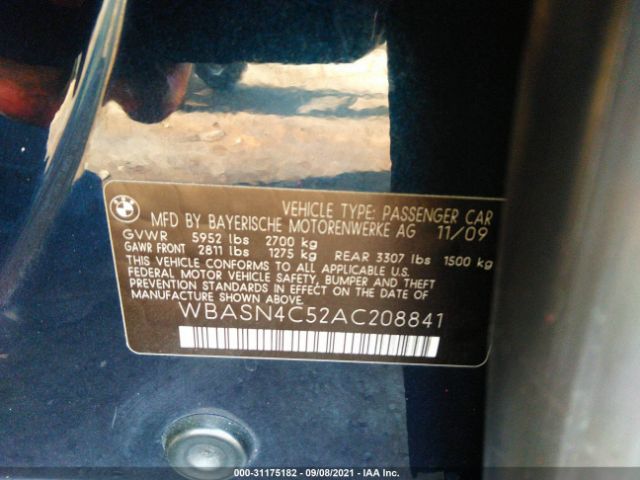 BMW
VEHICLE TYPE: PASSENGER CAR
MFD BY BAYERISCHE MOTORENWERKE AG 11/09
GVWR 5952 lbs 2700 kg
GAWR FRONT 2811 lbs 1275 kg REAR 3307 lbs 1500 kg
THIS VEHICLE CONFORMS TO ALL APPLICABLE U.S.
FEDERAL MOTOR VEHICLE SAFETY, BUMPER AND THEFT
PREVENTION STANDARDS IN EFFECT ON THE DATE OF
MANUFACTURE SHOWN ABOVE.
WBASN4C52AC208841
000-31175182 - 09/08/2021 - IAA Inc.